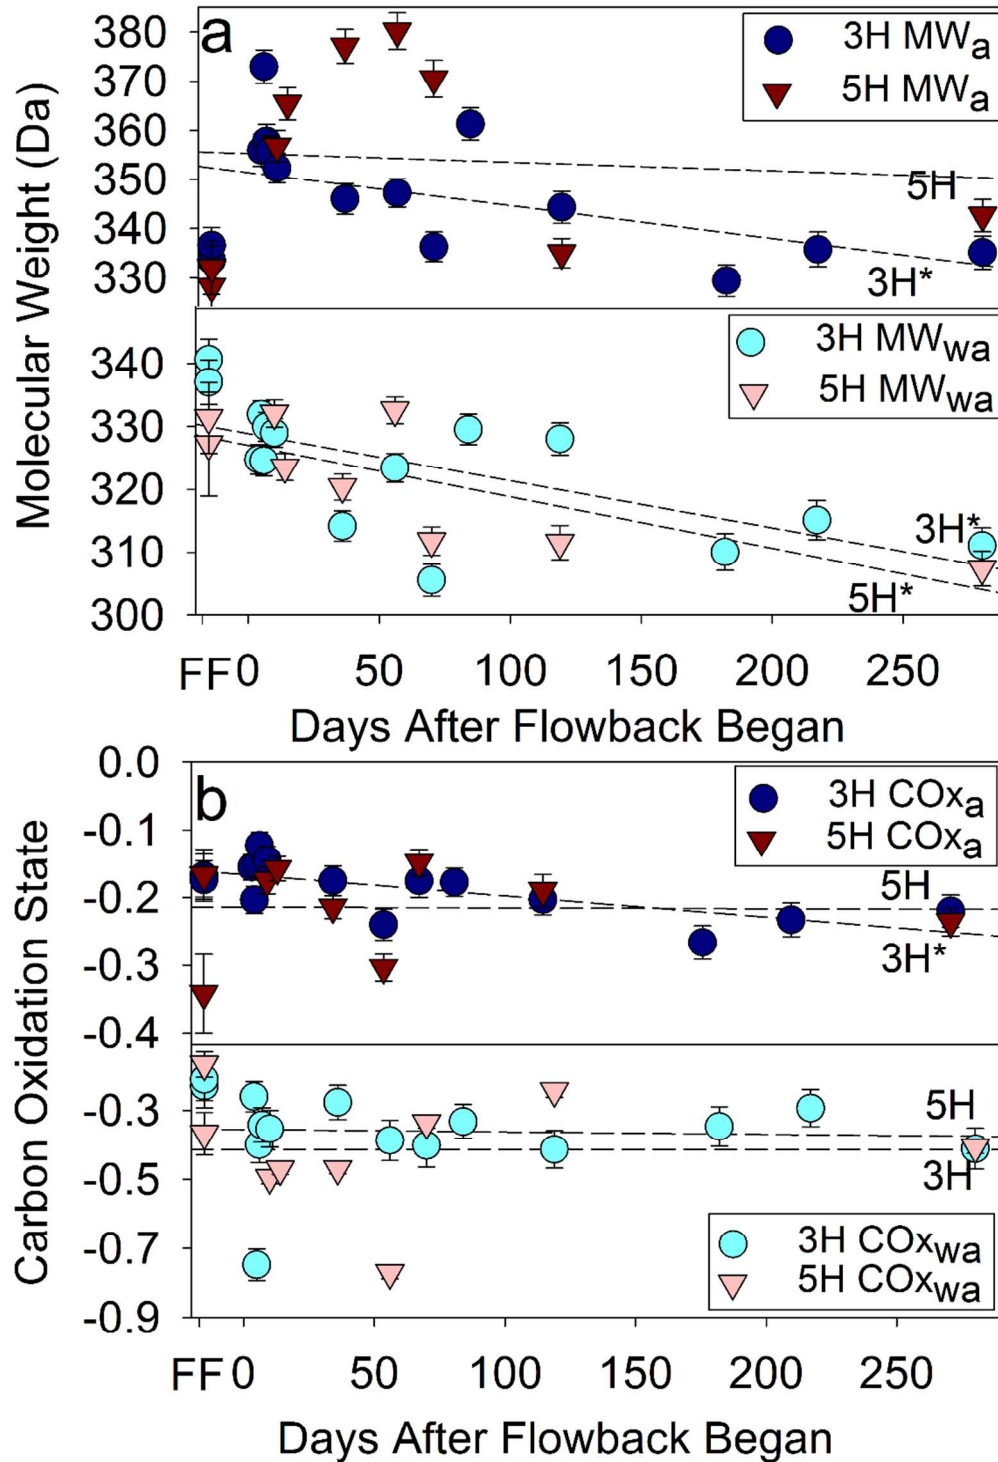 a
3H MWa
5H MWa
380
370
360
350
340
330
5H
3H*
Molecular Weight (Da)
3H MWwa
5H MWwa
340
330
320
310
300
3H*
5H*
FF 0 50 100 150 200 250
Days After Flowback Began
b
3H COxa
5H COxa
0.0
-0.1
-0.2
-0.3
-0.4
5H
3H*
Carbon Oxidation State
-0.3
-0.5
-0.7
-0.9
5H
3H
3H COxwa
5H COxwa
FF 0 50 100 150 200 250
Days After Flowback Began